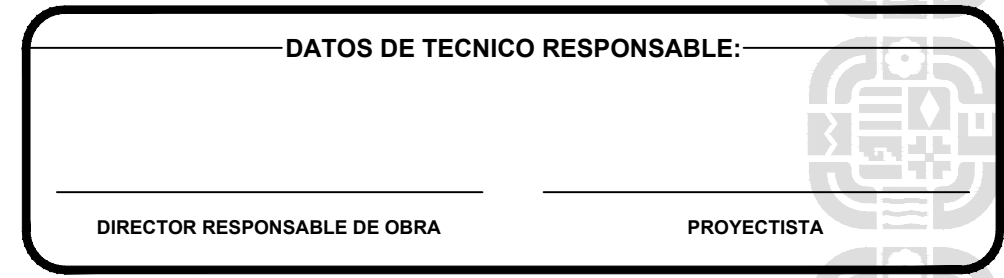 DATOS DE TECNICO RESPONSABLE:
DIRECTOR RESPONSABLE DE OBRA PROYECTISTA